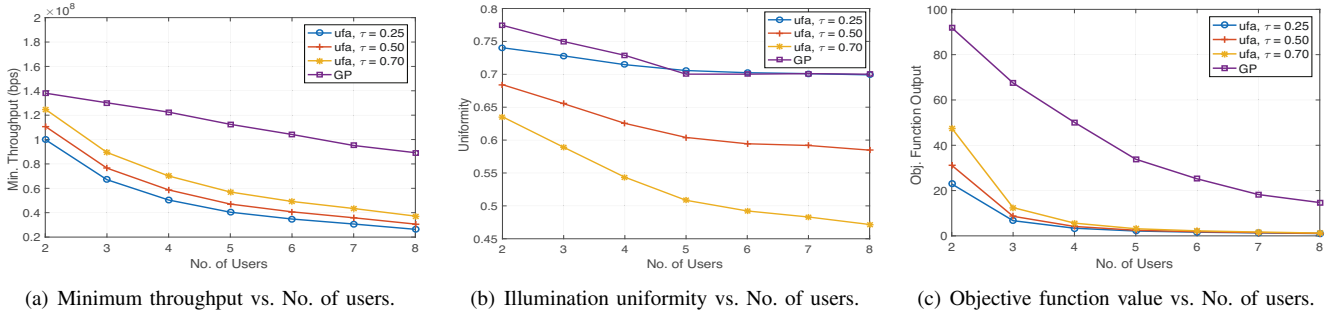 ×10⁸
2
1.8
1.6
1.4
1.2
1
0.8
0.6
0.4
0.2
Min. Throughput (bps)
2 3 4 5 6 7 8
No. of Users
ufa, τ = 0.25
ufa, τ = 0.50
ufa, τ = 0.70
GP
(a) Minimum throughput vs. No. of users.
0.8
0.75
0.7
0.65
0.6
0.55
0.5
0.45
Uniformity
2 3 4 5 6 7 8
No. of Users
ufa, τ = 0.25
ufa, τ = 0.50
ufa, τ = 0.70
GP
(b) Illumination uniformity vs. No. of users.
100
80
60
40
20
0
Obj. Function Output
2 3 4 5 6 7 8
No. of Users
ufa, τ = 0.25
ufa, τ = 0.50
ufa, τ = 0.70
GP
(c) Objective function value vs. No. of users.